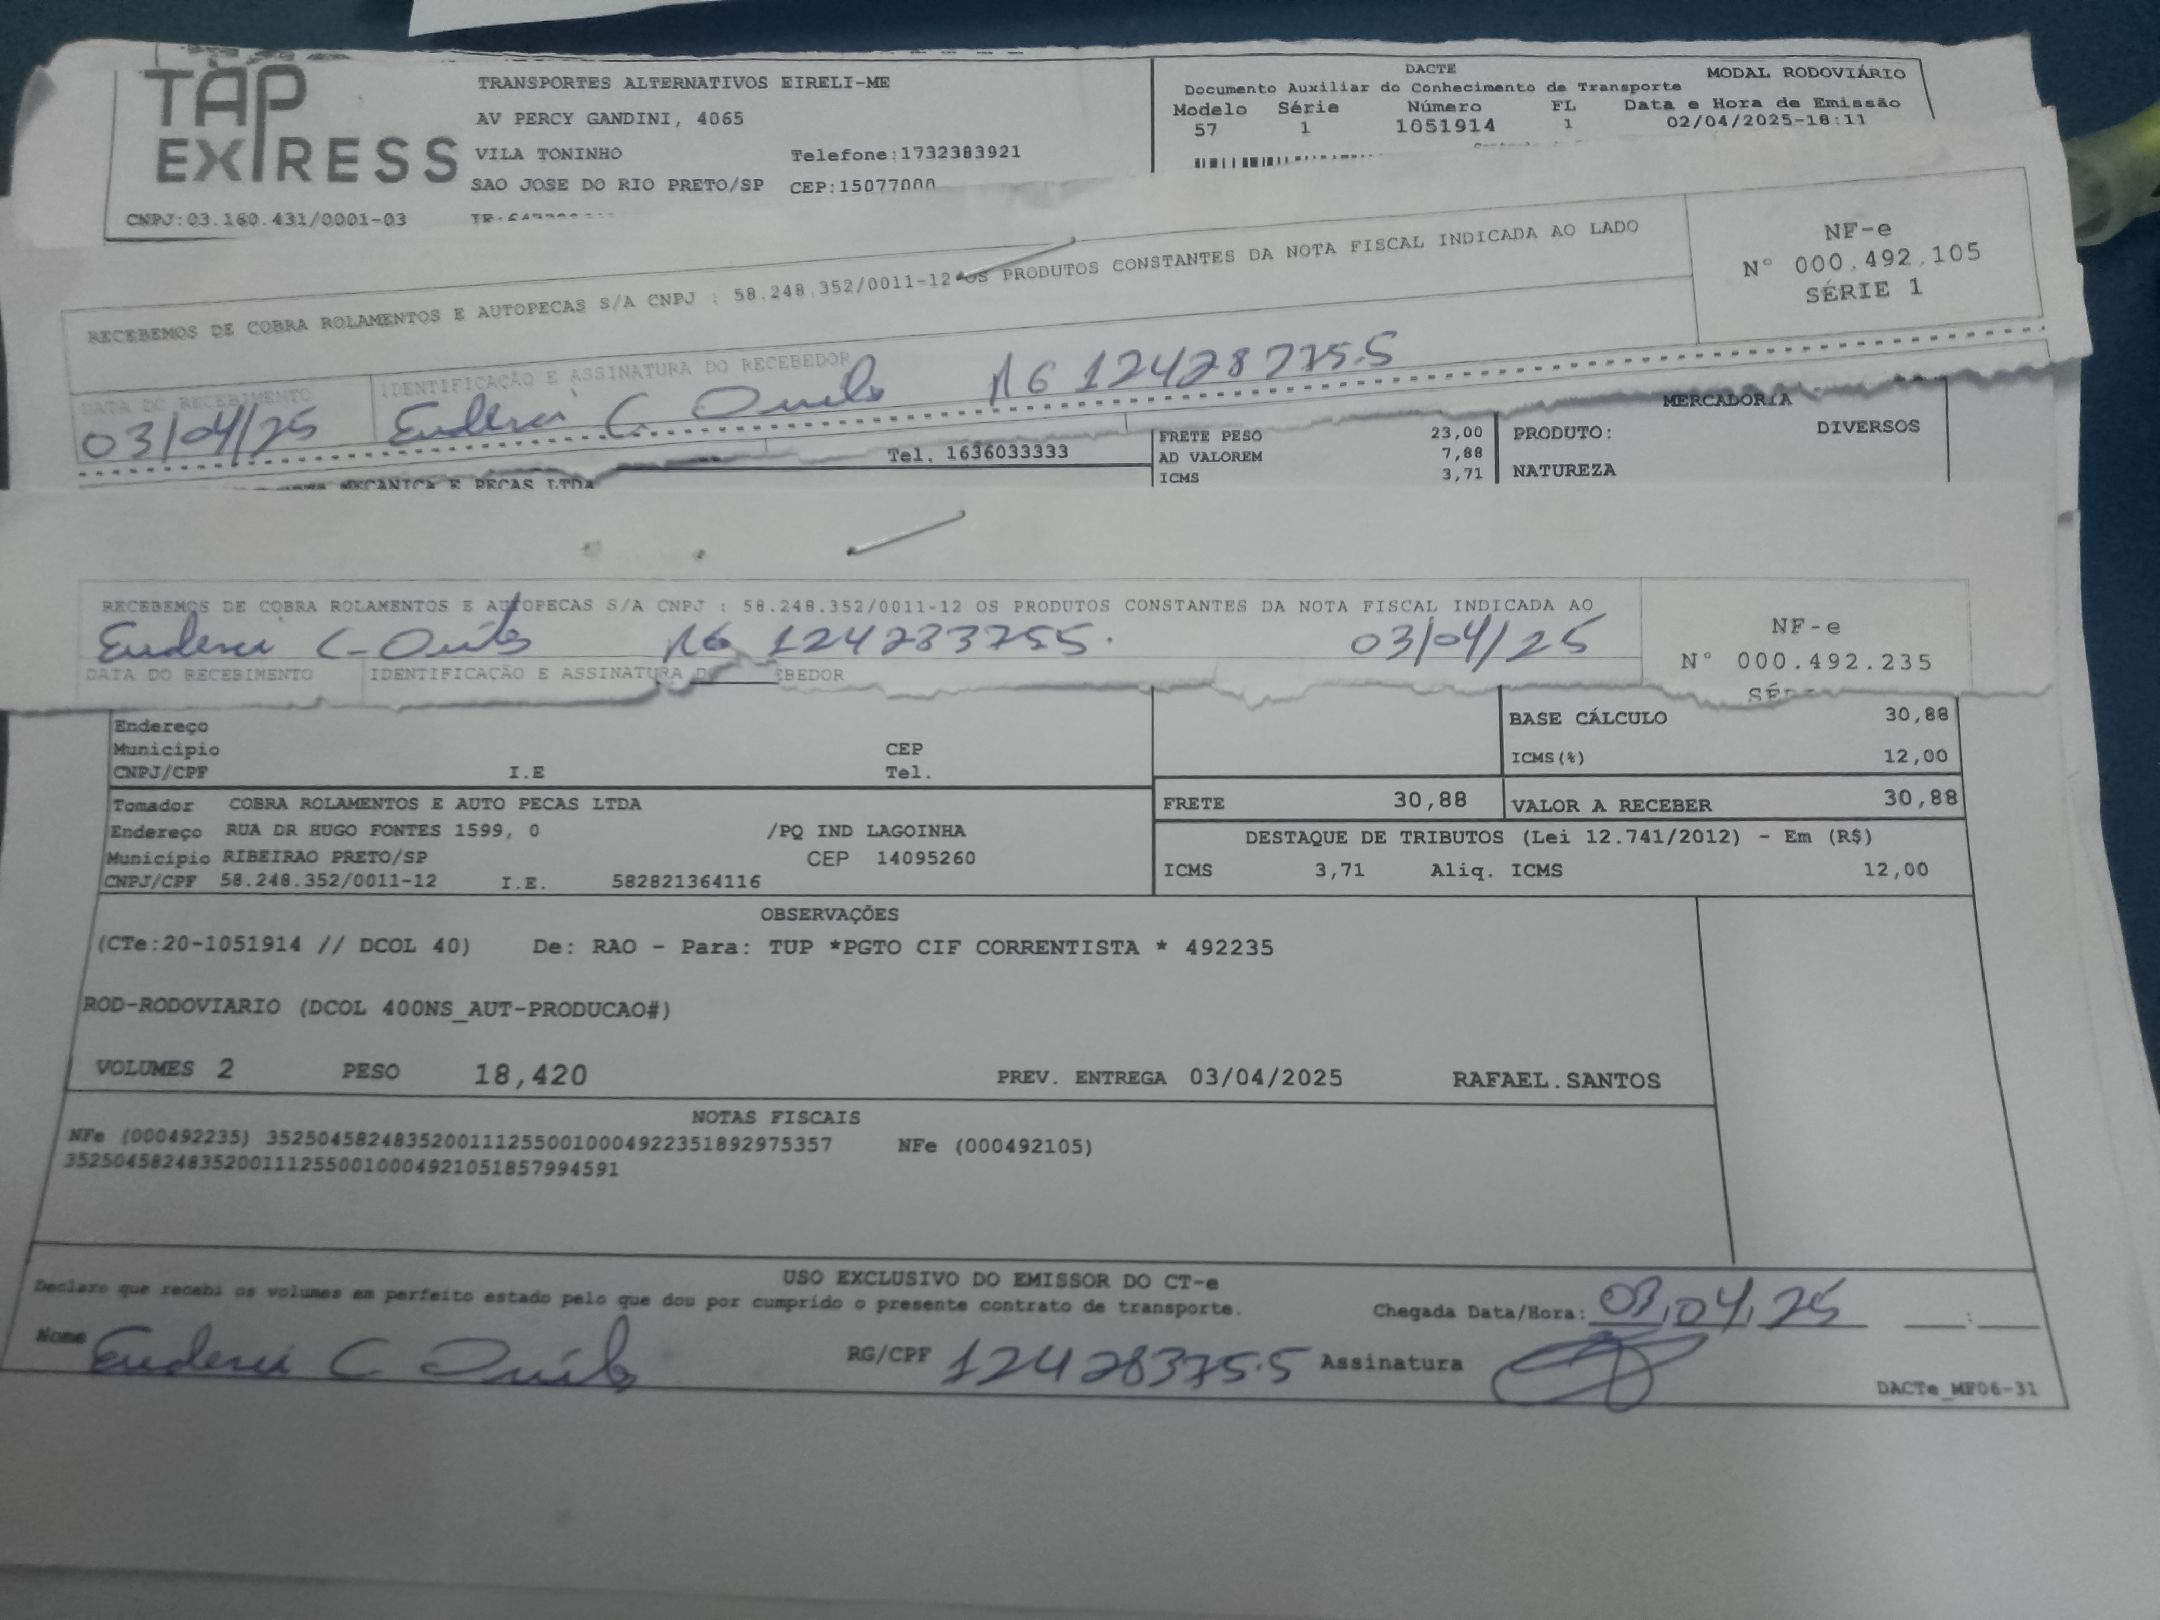 TAP EXPRESS
TRANSPORTES ALTERNATIVOS EIRELI-ME
AV PERCY GANDINI, 4065
VILA TONINHO Telefone:1732383921
SAO JOSE DO RIO PRETO/SP CEP:15077000
CNPJ:03.160.431/0001-03
DACTE MODAL RODOVIÁRIO
Documento Auxiliar do Conhecimento de Transporte
Modelo Série Número FL Data e Hora de Emissão
57 1 1051914 1 02/04/2025-18:11
RECEBEMOS DE COBRA ROLAMENTOS E AUTOPECAS S/A CNPJ : 58.248.352/0011-12 OS PRODUTOS CONSTANTES DA NOTA FISCAL INDICADA AO LADO
NF-e
N° 000.492.105
SÉRIE 1
DATA DO RECEBIMENTO IDENTIFICAÇÃO E ASSINATURA DO RECEBEDOR
03/04/25 C. RG 12428775-5
MERCADORIA
Tel. 1636033333
FRETE PESO 23,00 PRODUTO: DIVERSOS
AD VALOREM 7,88
ICMS 3,71 NATUREZA
MECANICA E PECAS LTDA
RECEBEMOS DE COBRA ROLAMENTOS E AUTOPECAS S/A CNPJ : 58.248.352/0011-12 OS PRODUTOS CONSTANTES DA NOTA FISCAL INDICADA AO
C. RG 124283755. 03/04/25
NF-e
N° 000.492.235
DATA DO RECEBIMENTO IDENTIFICAÇÃO E ASSINATURA
Endereço
Município CEP
CNPJ/CPF I.E Tel.
BASE CÁLCULO 30,88
ICMS(%) 12,00
Tomador COBRA ROLAMENTOS E AUTO PECAS LTDA
Endereço RUA DR HUGO FONTES 1599, 0 /PQ IND LAGOINHA
Município RIBEIRAO PRETO/SP CEP 14095260
CNPJ/CPF 58.248.352/0011-12 I.E. 582821364116
FRETE 30,88 VALOR A RECEBER 30,88
DESTAQUE DE TRIBUTOS (Lei 12.741/2012) - Em (R$)
ICMS 3,71 Aliq. ICMS 12,00
OBSERVAÇÕES
(CTe:20-1051914 // DCOL 40) De: RAO - Para: TUP *PGTO CIF CORRENTISTA * 492235
ROD-RODOVIARIO (DCOL 400NS_AUT-PRODUCAO#)
VOLUMES 2 PESO 18,420 PREV. ENTREGA 03/04/2025 RAFAEL.SANTOS
NOTAS FISCAIS
NFe (000492235) 35250458248352001112550010004922351892975357 NFe (000492105)
35250458248352001112550010004921051857994591
USO EXCLUSIVO DO EMISSOR DO CT-e
Declaro que recebi os volumes em perfeito estado pelo que dou por cumprido o presente contrato de transporte.
Chegada Data/Hora: 03/04/25 :
Nome C. RG/CPF 12428375-5 Assinatura
DACTe_MF06-31